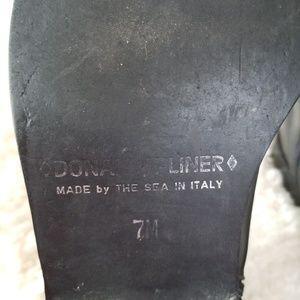 ◇DONA   LINER◇
MADE by THE SEA IN ITALY
7M